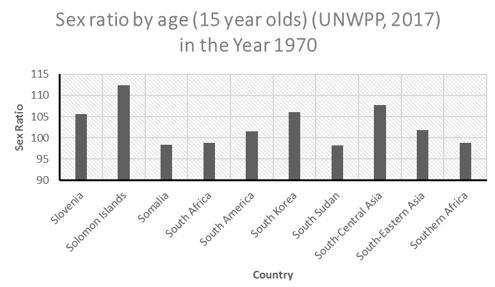 Sex ratio by age (15 year olds) (UNWPP, 2017)
in the Year 1970
115
110
105
100
95
90
Sex Ratio
Slovenia
Solomon Islands
Somalia
South Africa
South America
South Korea
South Sudan
South-Central Asia
South-Eastern Asia
Southern Africa
Country